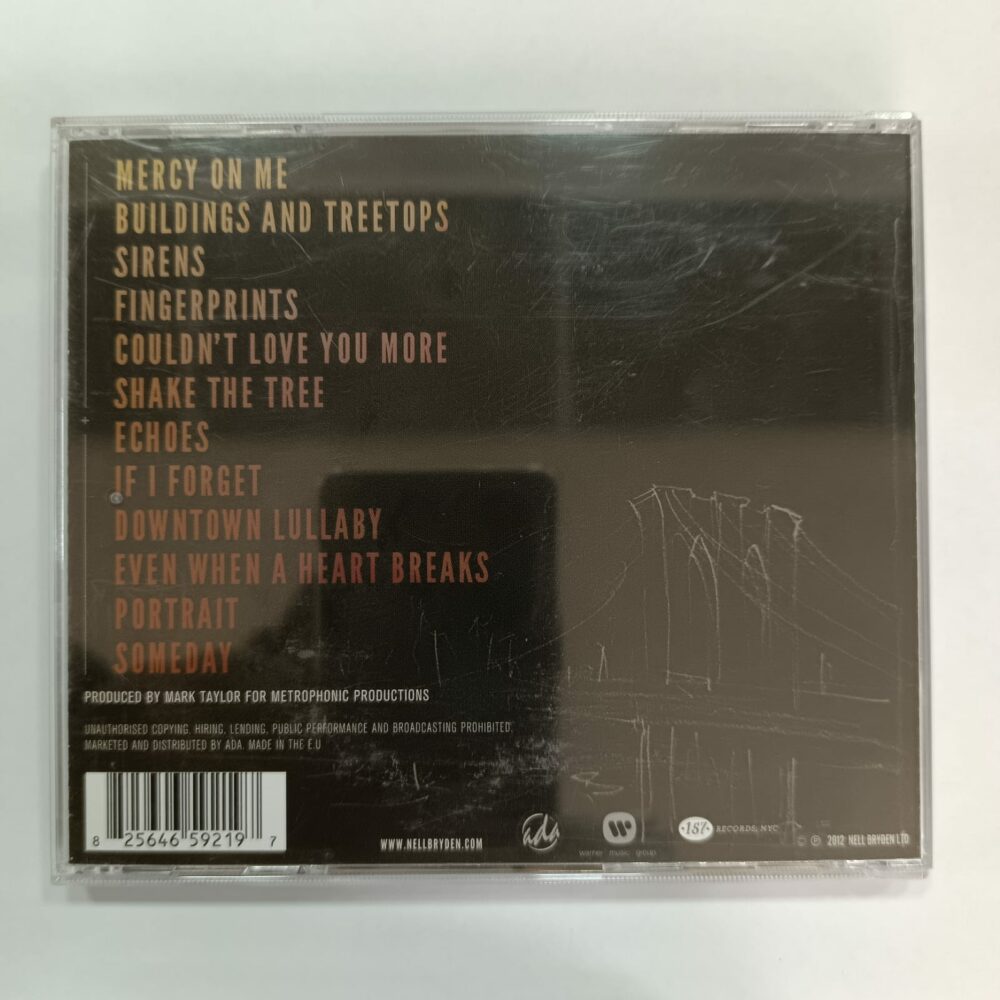 MERCY ON ME
BUILDINGS AND TREETOPS
SIRENS
FINGERPRINTS
COULDN'T LOVE YOU MORE
SHAKE THE TREE
ECHOES
IF I FORGET
DOWNTOWN LULLABY
EVEN WHEN A HEART BREAKS
PORTRAIT
SOMEDAY
PRODUCED BY MARK TAYLOR FOR METROPHONIC PRODUCTIONS
UNAUTHORISED COPYING, HIRING, LENDING, PUBLIC PERFORMANCE AND BROADCASTING PROHIBITED.
MARKETED AND DISTRIBUTED BY ADA. MADE IN THE E.U
8 25646 59219 7
WWW.NELLBRYDEN.COM
ada
warner music group
·157· RECORDS, NYC
© ℗ 2012 NELL BRYDEN LTD